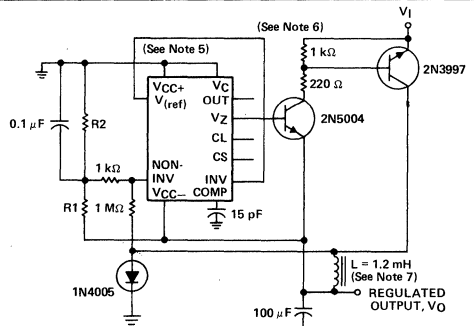 (See Note 6)
VI
(See Note 5)
1 kΩ
2N3997
220 Ω
VCC+
VC
V(ref)
OUT
VZ
2N5004
0.1 μF
R2
CL
CS
1 kΩ
NON-
INV
INV
VCC–
COMP
R1
1 MΩ
15 pF
L = 1.2 mH
(See Note 7)
1N4005
REGULATED
OUTPUT, VO
100 μF